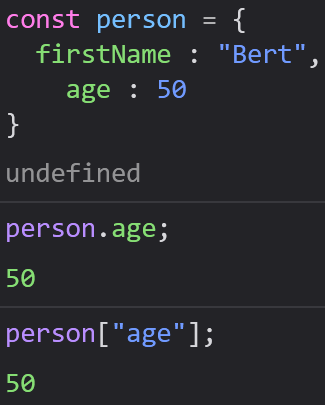 const person = {
  firstName : "Bert",
    age : 50
}
undefined
person.age;
50
person["age"];
50